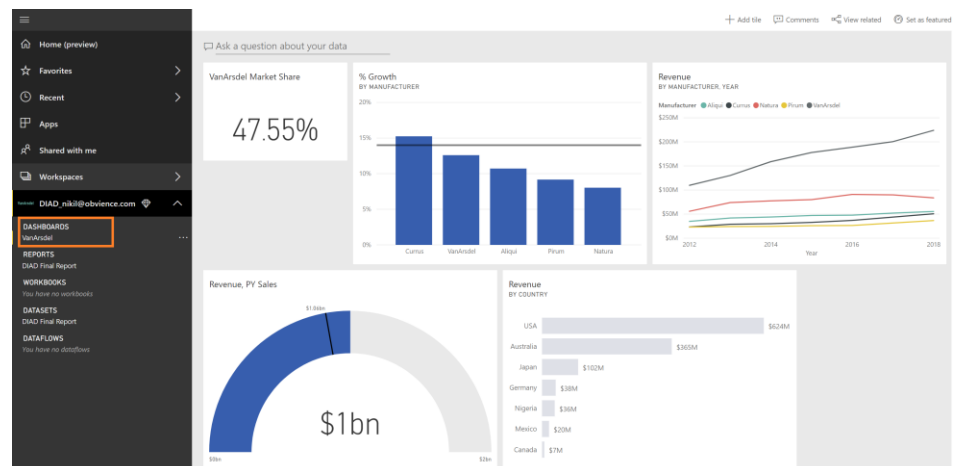 Add tile Comments View related Set as featured
Home (preview)
Favorites
Recent
Apps
Shared with me
Workspaces
DIAD_nikil@obvience.com
DASHBOARDS
VanArsdel
...
REPORTS
DIAD Final Report
WORKBOOKS
You have no workbooks
DATASETS
DIAD Final Report
DATAFLOWS
You have no dataflows
Ask a question about your data
VanArsdel Market Share
47.55%
% Growth
BY MANUFACTURER
20%
15%
10%
5%
0%
Currus VanArsdel Aliqui Pirum Natura
Revenue
BY MANUFACTURER, YEAR
Manufacturer Aliqui Currus Natura Pirum VanArsdel
$250M
$200M
$150M
$100M
$50M
$0M
2012 2014 2016 2018
Year
Revenue, PY Sales
$1bn
$0bn $2bn
Revenue
BY COUNTRY
USA $624M
Australia $365M
Japan $102M
Germany $38M
Nigeria $36M
Mexico $20M
Canada $7M